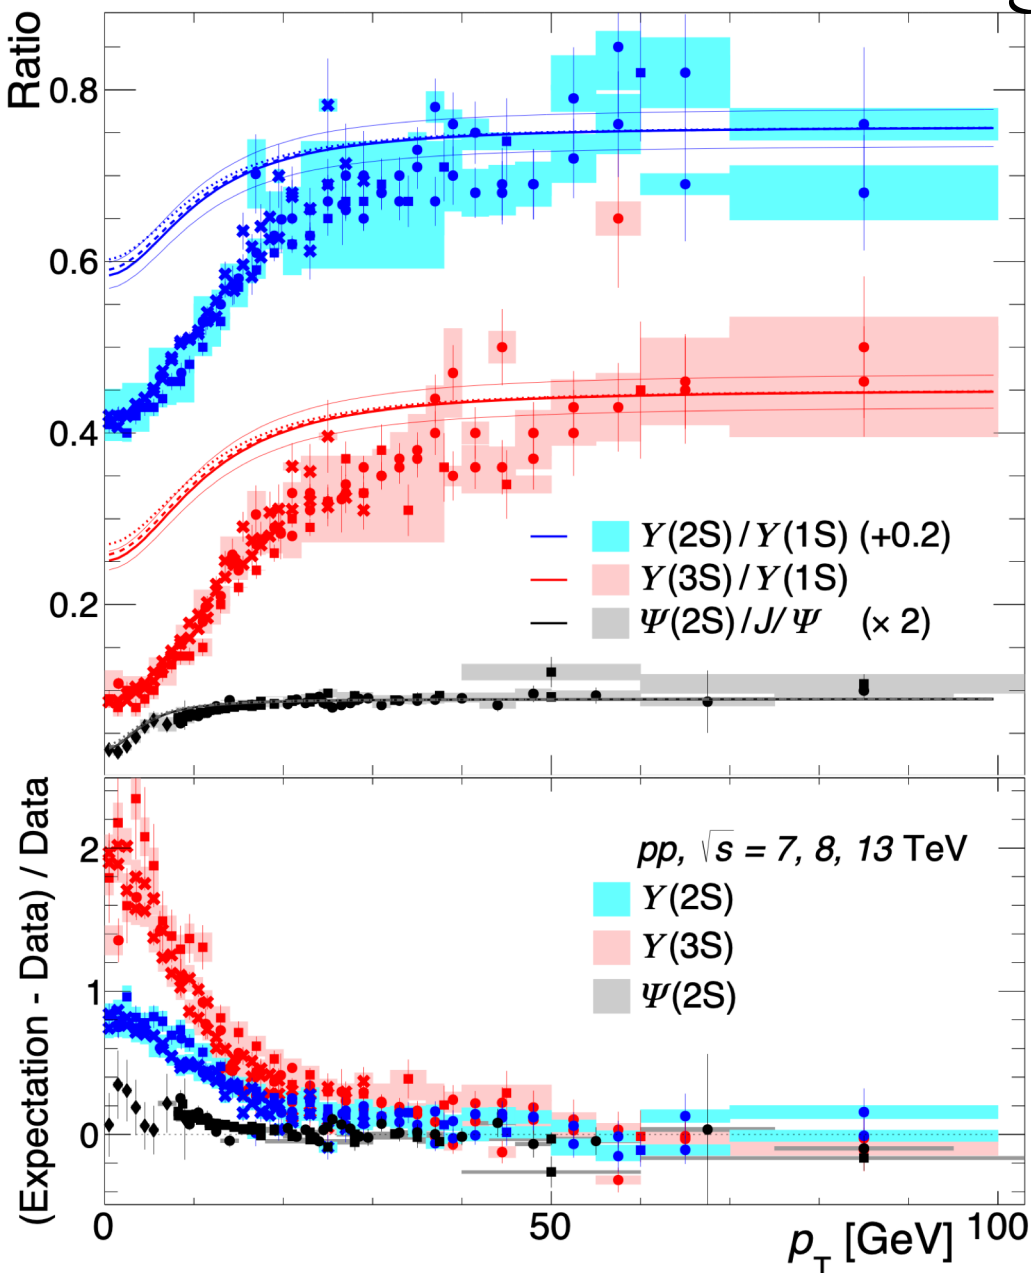 Ratio
0.8
0.6
0.4
0.2
ϒ(2S) / ϒ(1S) (+0.2)
ϒ(3S) / ϒ(1S)
Ψ(2S) / J/Ψ (× 2)
(Expectation - Data) / Data
2
1
0
pp, √s = 7, 8, 13 TeV
ϒ(2S)
ϒ(3S)
Ψ(2S)
0 50 100
p_T [GeV]